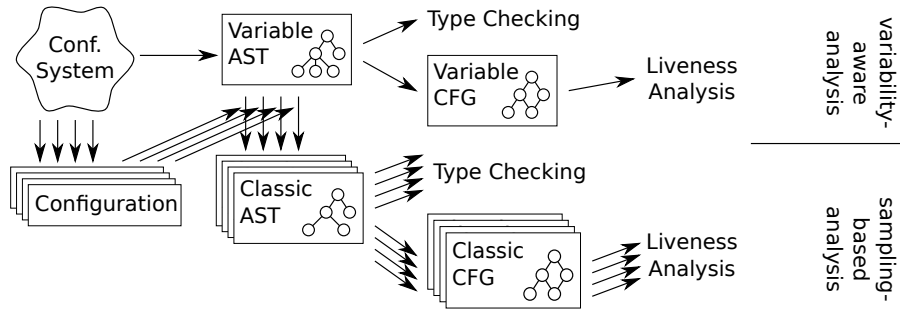 Conf.
System
Variable
AST
Type Checking
Variable
CFG
Liveness
Analysis
variability-
aware
analysis
Configuration
Classic
AST
Type Checking
Classic
CFG
Liveness
Analysis
sampling-
based
analysis